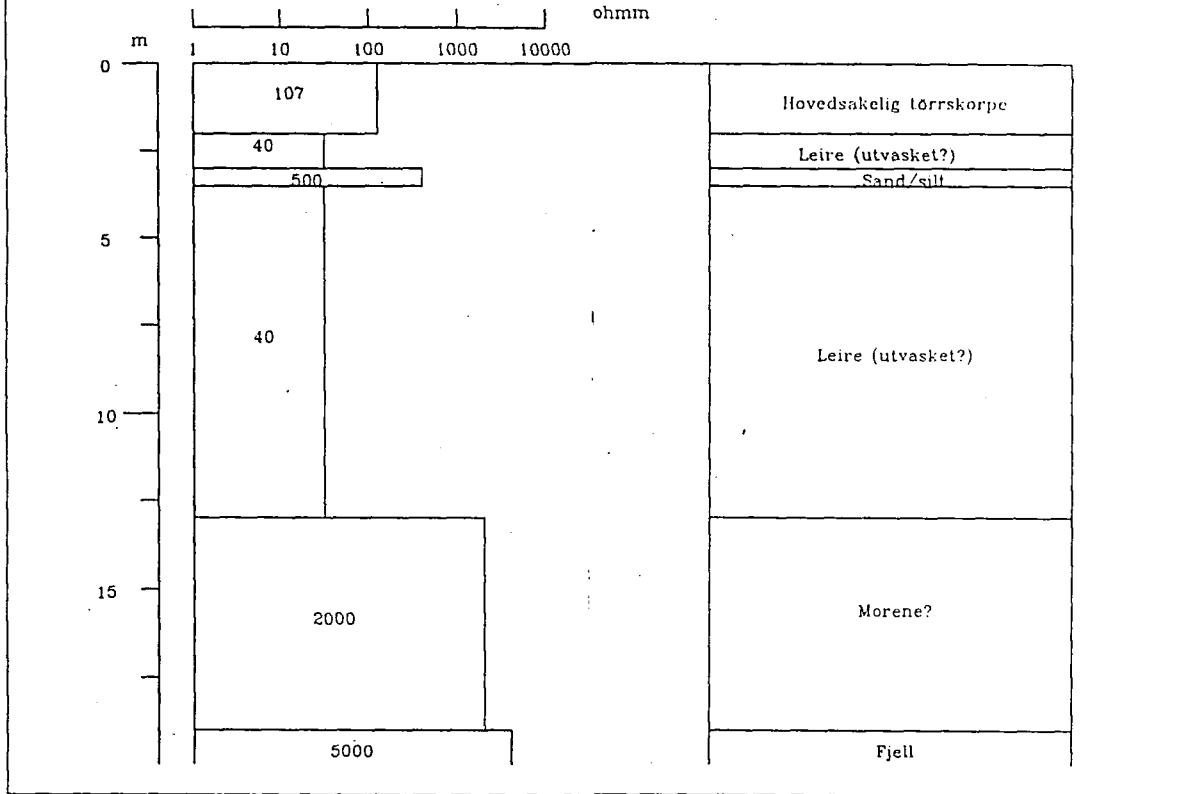 ohmm
m
1 10 100 1000 10000
0
107
Hovedsakelig törrskorpe
40
Leire (utvasket?)
500
Sand/silt
5
40
Leire (utvasket?)
10
15
2000
Morene?
5000
Fjell